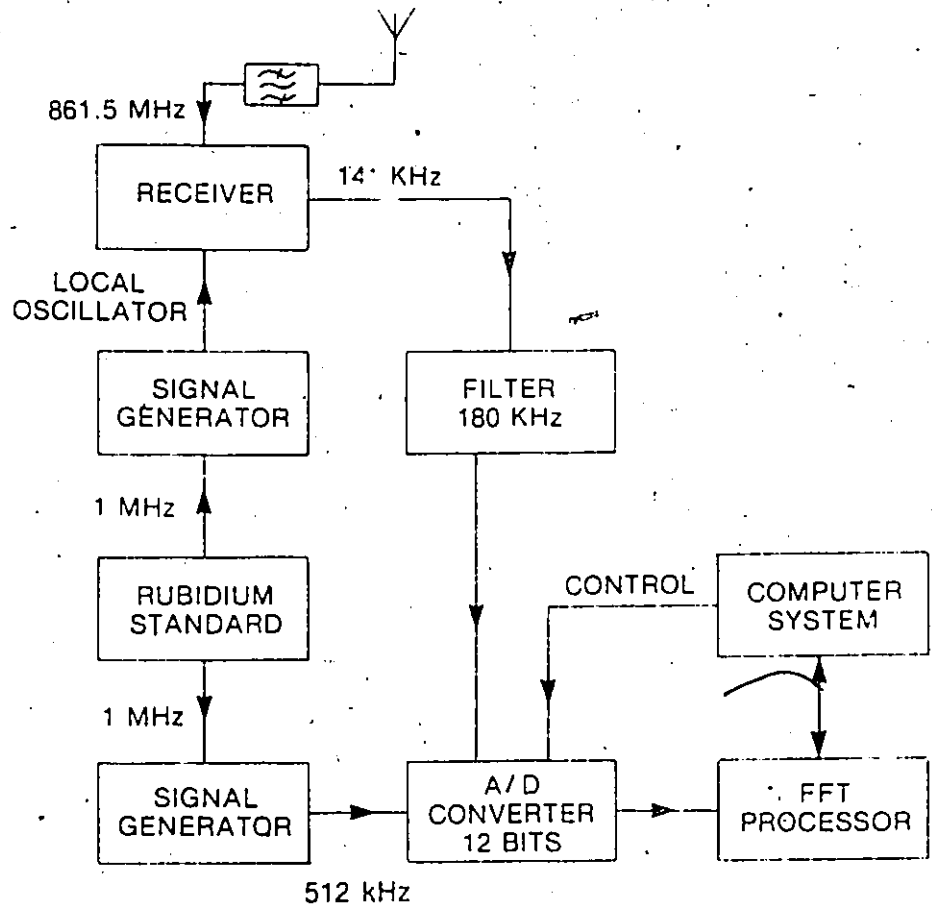 861.5 MHz
RECEIVER
14 KHz
LOCAL
OSCILLATOR
SIGNAL
GENERATOR
FILTER
180 KHz
1 MHz
RUBIDIUM
STANDARD
CONTROL
COMPUTER
SYSTEM
1 MHz
SIGNAL
GENERATOR
A/D
CONVERTER
12 BITS
FFT
PROCESSOR
512 kHz